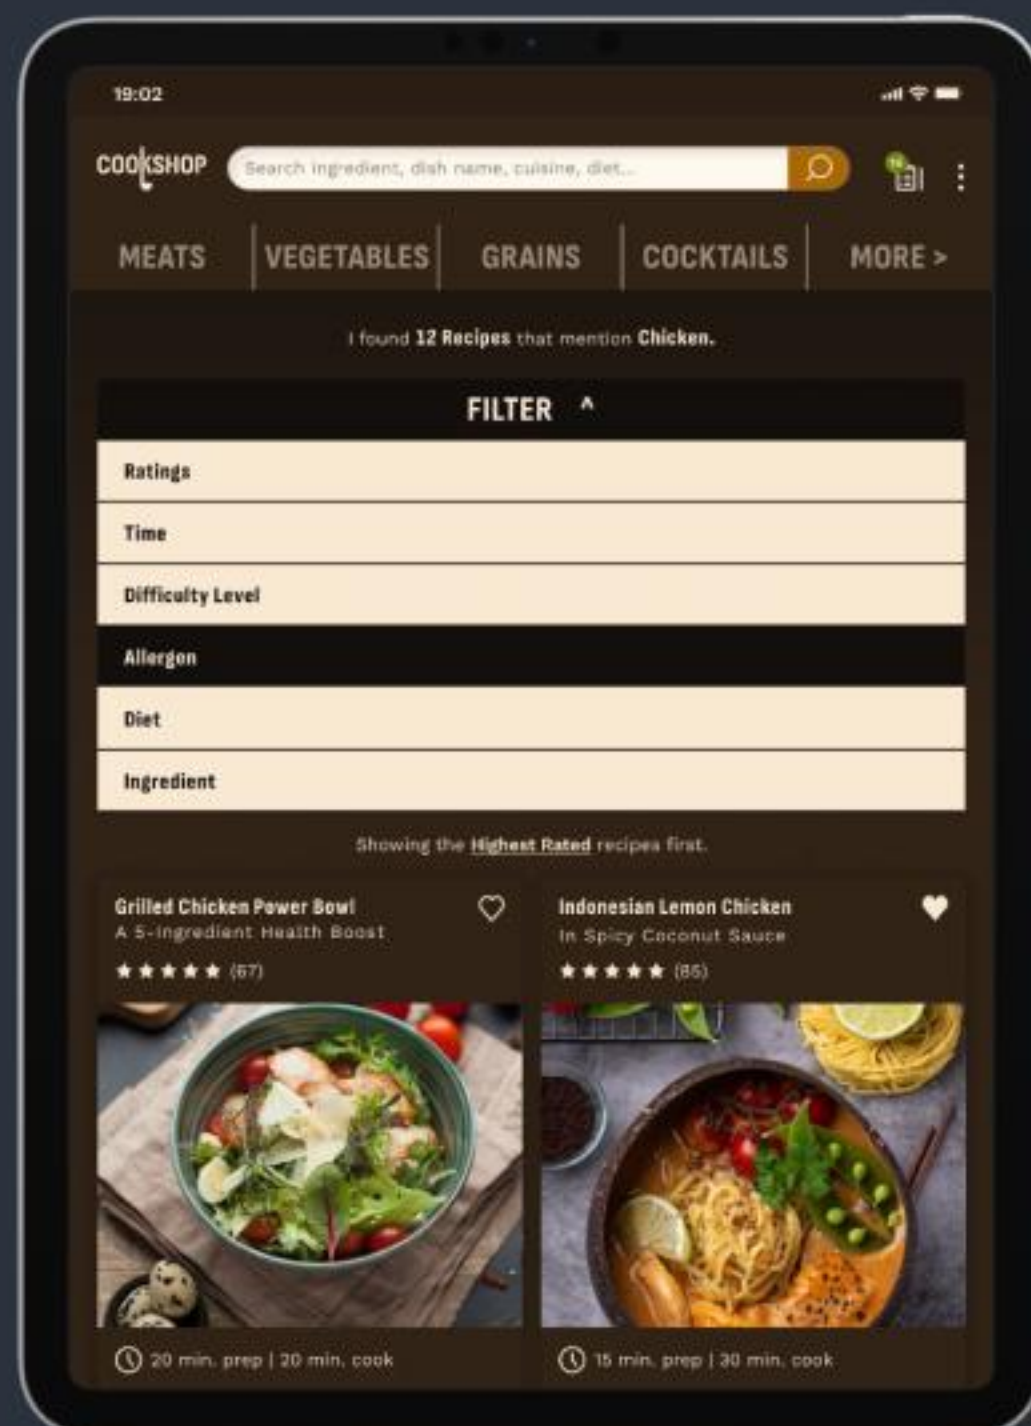 19:02
COOKSHOP
Search ingredient, dish name, cuisine, diet...
MEATS
VEGETABLES
GRAINS
COCKTAILS
MORE >
I found 12 Recipes that mention Chicken.
FILTER ^
Ratings
Time
Difficulty Level
Allergen
Diet
Ingredient
Showing the Highest Rated recipes first.
Grilled Chicken Power Bowl
A 5-Ingredient Health Boost
(67)
Indonesian Lemon Chicken
In Spicy Coconut Sauce
(85)
20 min. prep | 20 min. cook
15 min. prep | 30 min. cook